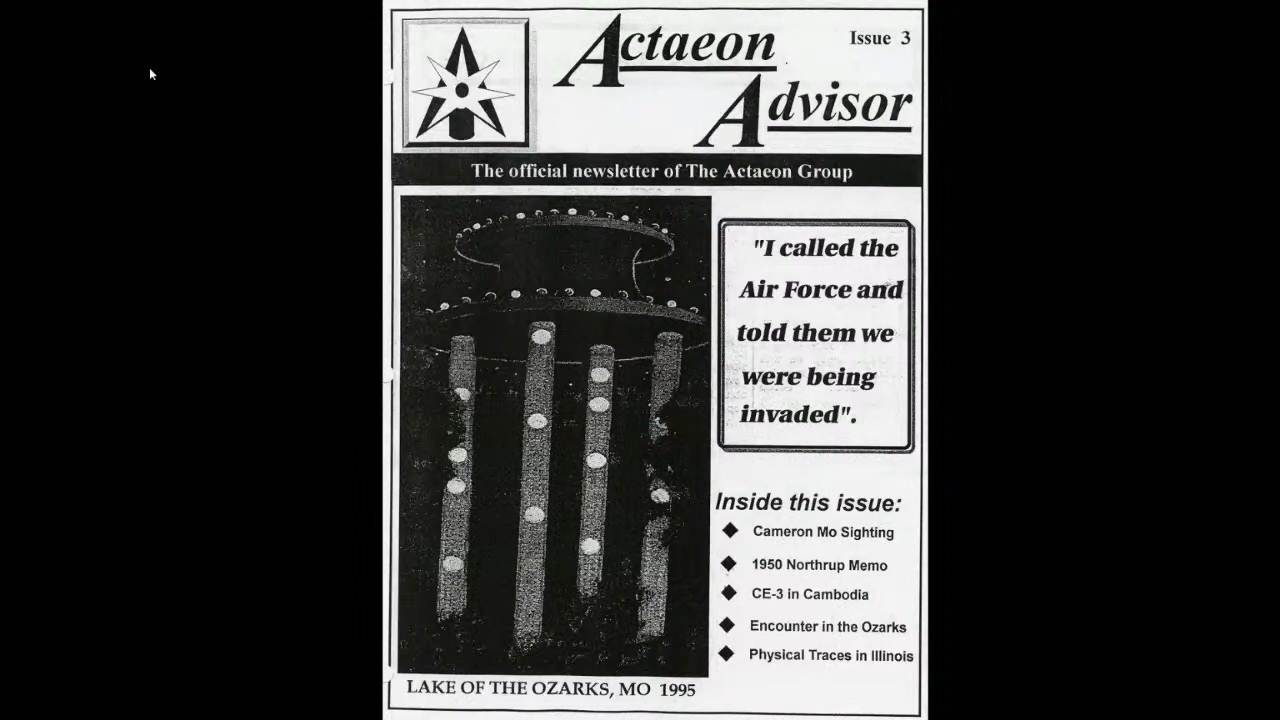 Actaeon
Issue 3
Advisor
The official newsletter of The Actaeon Group
"I called the
Air Force and
told them we
were being
invaded".
Inside this issue:
Cameron Mo Sighting
1950 Northrup Memo
CE-3 in Cambodia
Encounter in the Ozarks
Physical Traces in Illinois
LAKE OF THE OZARKS, MO 1995